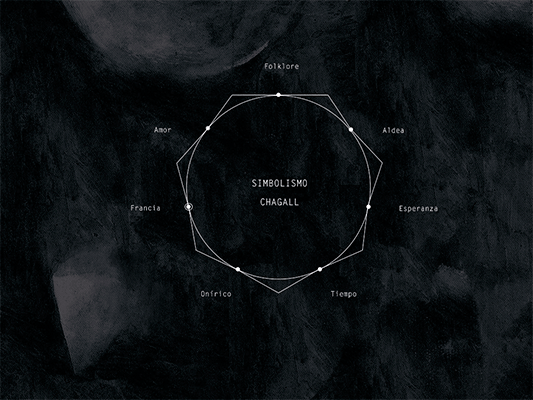 Folklore
Amor
Aldea
SIMBOLISMO
CHAGALL
Francia
Esperanza
Onírico
Tiempo